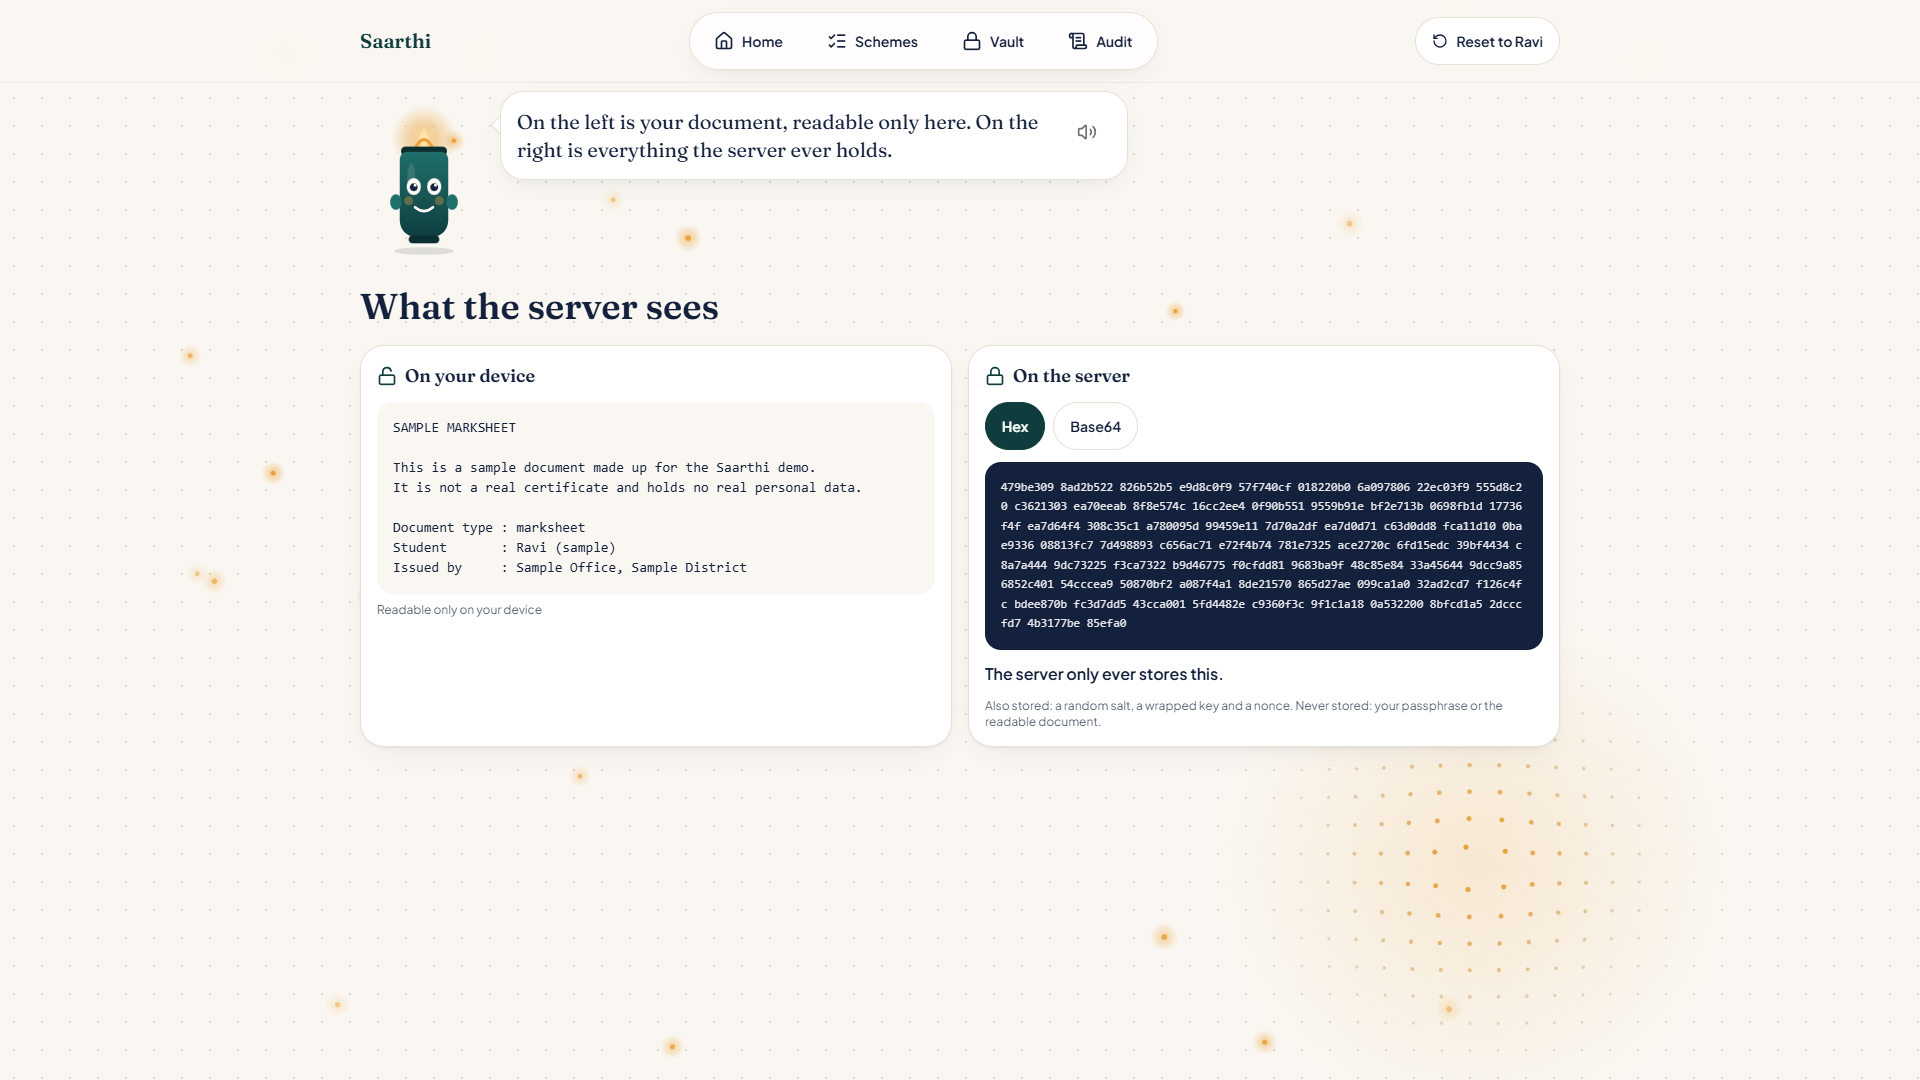 Saarthi
Home
Schemes
Vault
Audit
Reset to Ravi
On the left is your document, readable only here. On the
right is everything the server ever holds.
What the server sees
On your device
SAMPLE MARKSHEET
This is a sample document made up for the Saarthi demo.
It is not a real certificate and holds no real personal data.
Document type : marksheet
Student       : Ravi (sample)
Issued by     : Sample Office, Sample District
Readable only on your device
On the server
Hex
Base64
479be309 8ad2b522 826b52b5 e9d8c0f9 57f740cf 018220b0 6a097806 22ec03f9 555d8c2
0 c3621303 ea70eeab 8f8e574c 16cc2ee4 0f90b551 9559b91e bf2e713b 0698fb1d 17736
f4f ea7d64f4 308c35c1 a780095d 99459e11 7d70a2df ea7d0d71 c63d0dd8 fca11d10 0ba
e9336 08813fc7 7d498893 c656ac71 e72f4b74 781e7325 ace2720c 6fd15edc 39bf4434 c
8a7a444 9dc73225 f3ca7322 b9d46775 f0cfdd81 9683ba9f 48c85e84 33a45644 9dcc9a85
6852c401 54cccea9 50870bf2 a087f4a1 8de21570 865d27ae 099ca1a0 32ad2cd7 f126c4f
c bdee870b fc3d7dd5 43cca001 5fd4482e c9360f3c 9f1c1a18 0a532200 8bfcd1a5 2dccc
fd7 4b3177be 85efa0
The server only ever stores this.
Also stored: a random salt, a wrapped key and a nonce. Never stored: your passphrase or the
readable document.